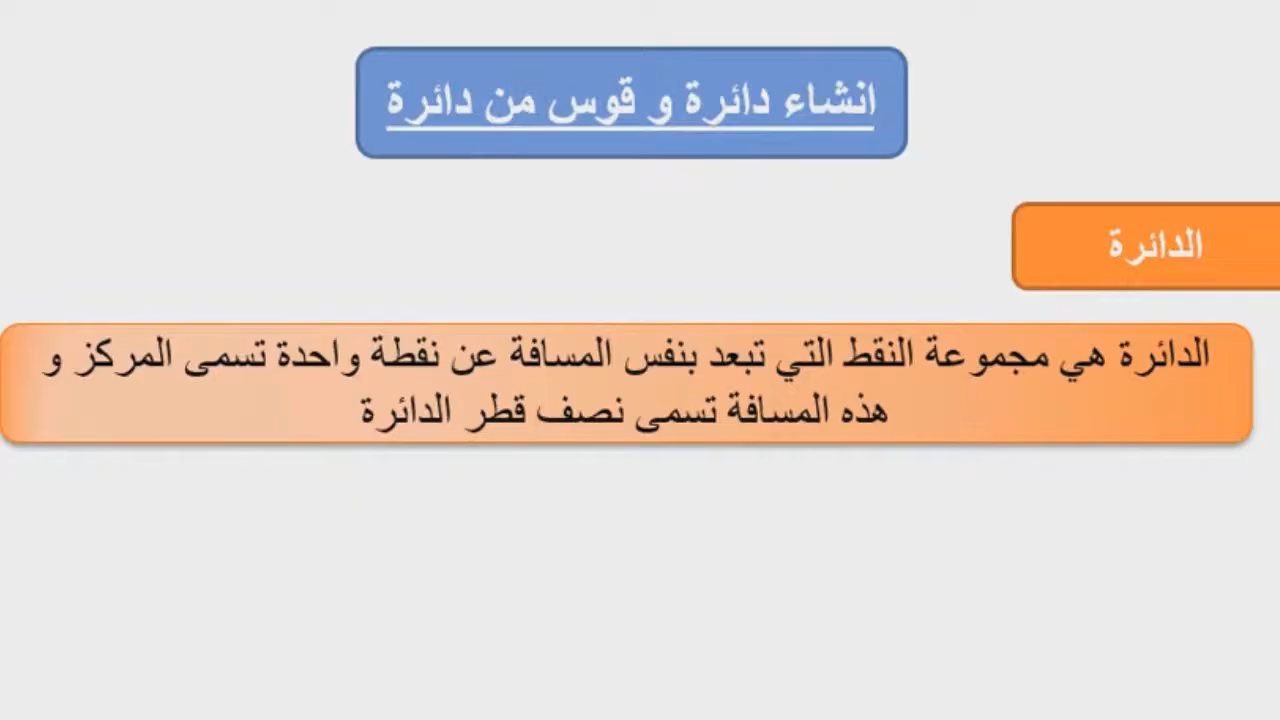 انشاء دائرة و قوس من دائرة
الدائرة
الدائرة هي مجموعة النقط التي تبعد بنفس المسافة عن نقطة واحدة تسمى المركز و
هذه المسافة تسمى نصف قطر الدائرة